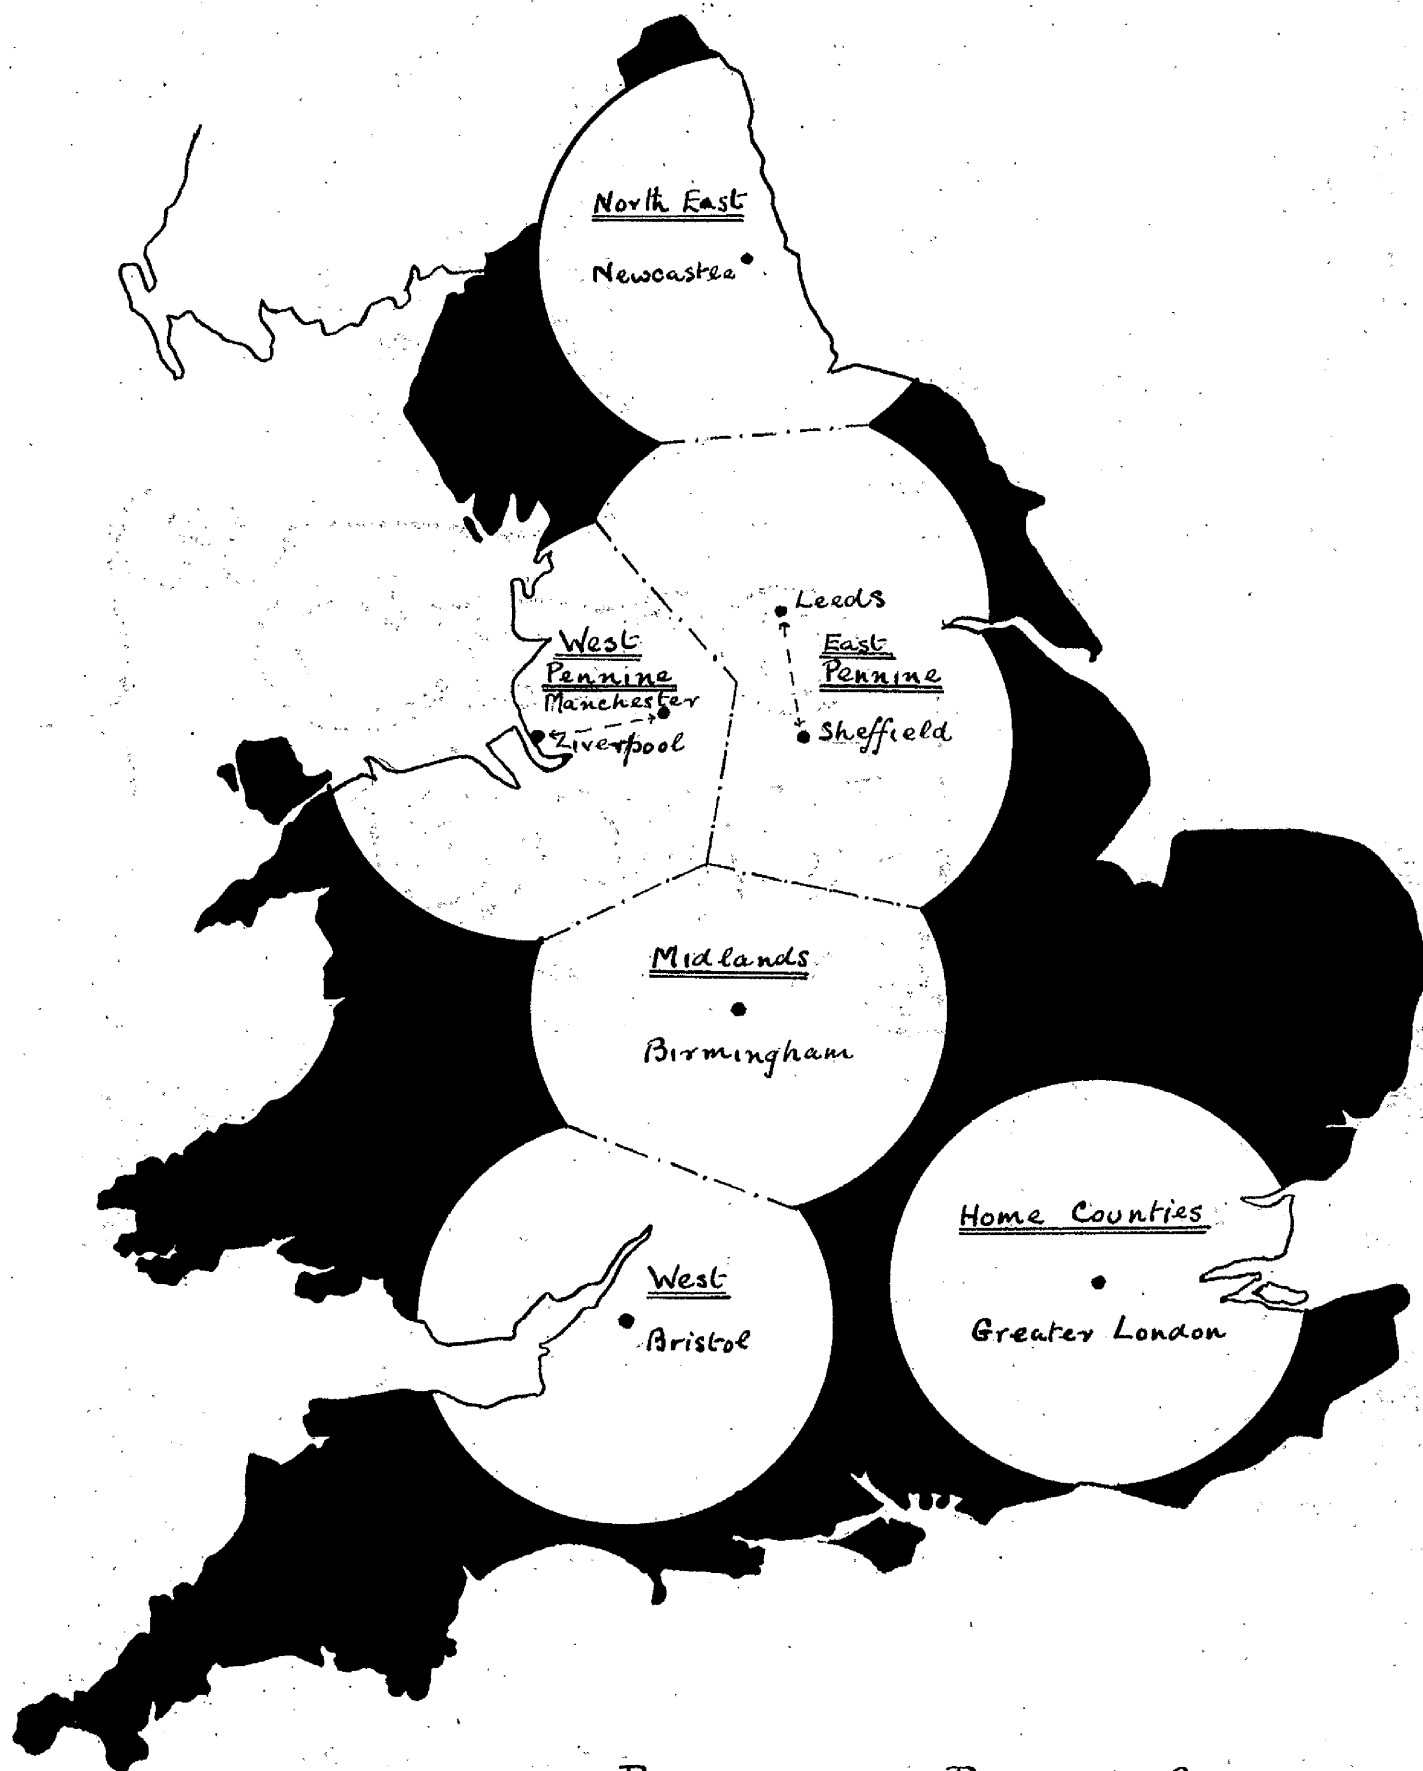 North East
Newcastle
Leeds
West
Pennine
East
Pennine
Manchester
Liverpool
Sheffield
Midlands
Birmingham
Home Counties
West
Bristol
Greater London